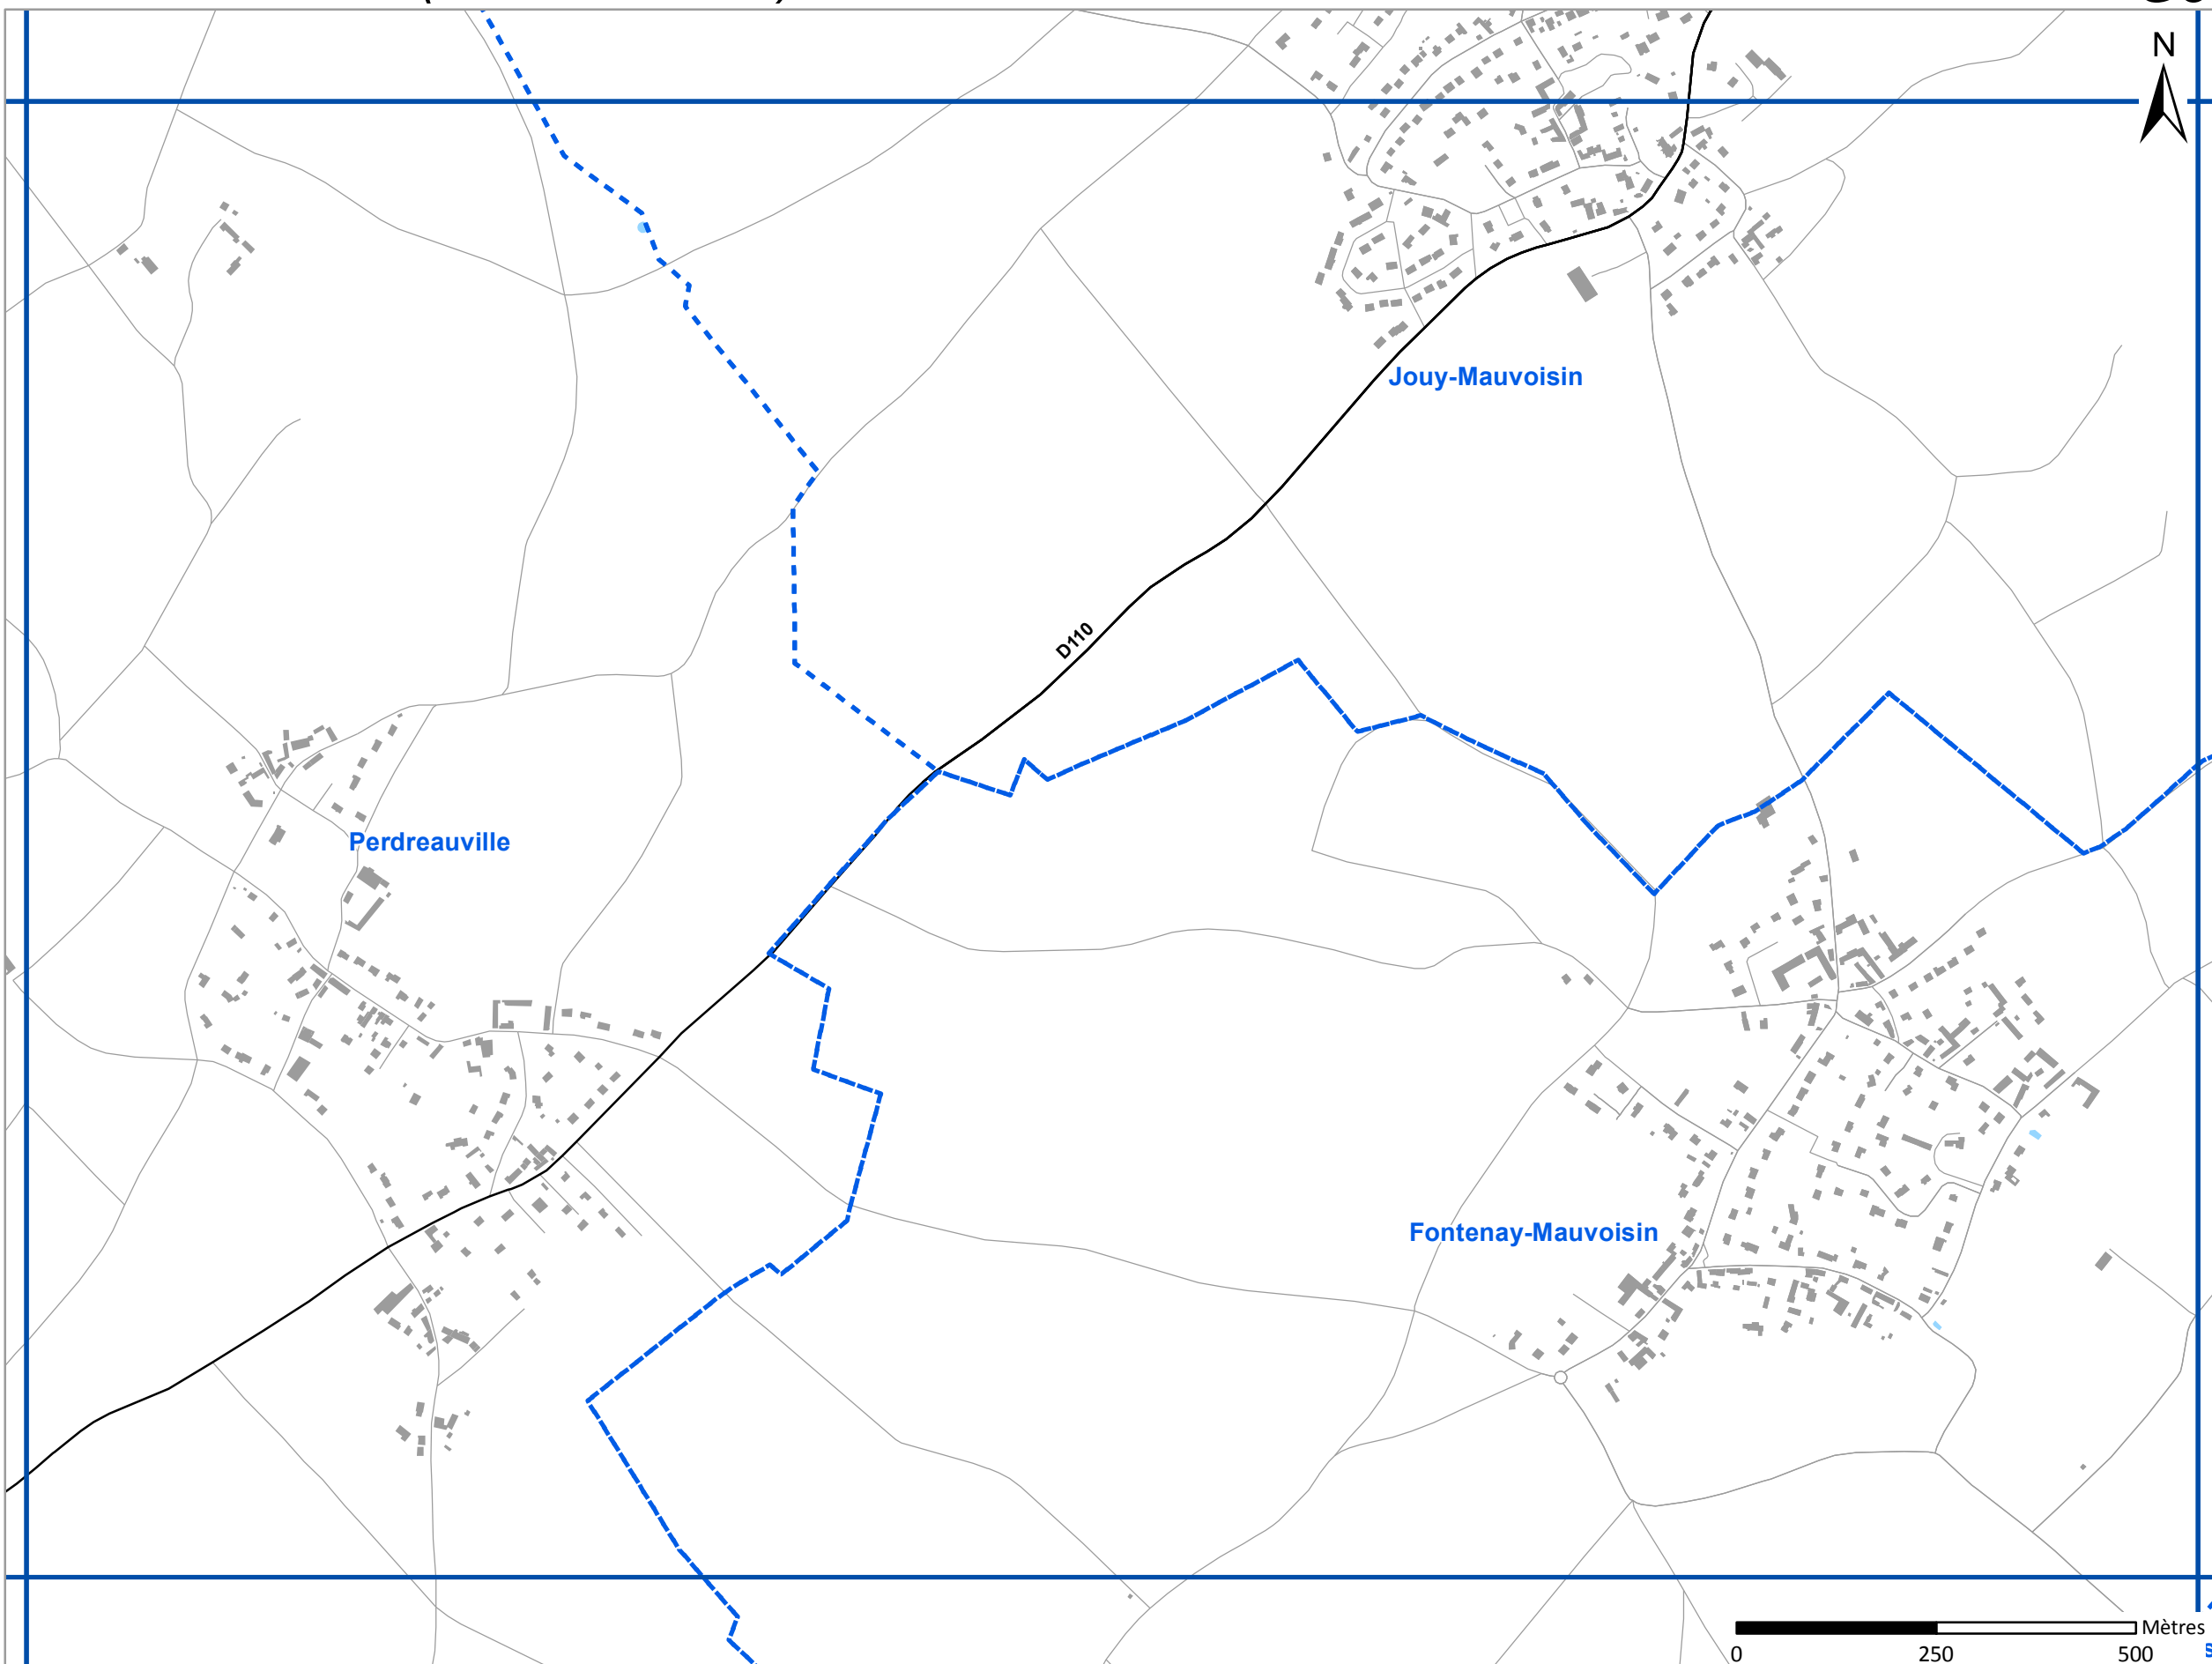 N
Jouy-Mauvoisin
D110
Perdreauville
Fontenay-Mauvoisin
Mètres
0 250 500